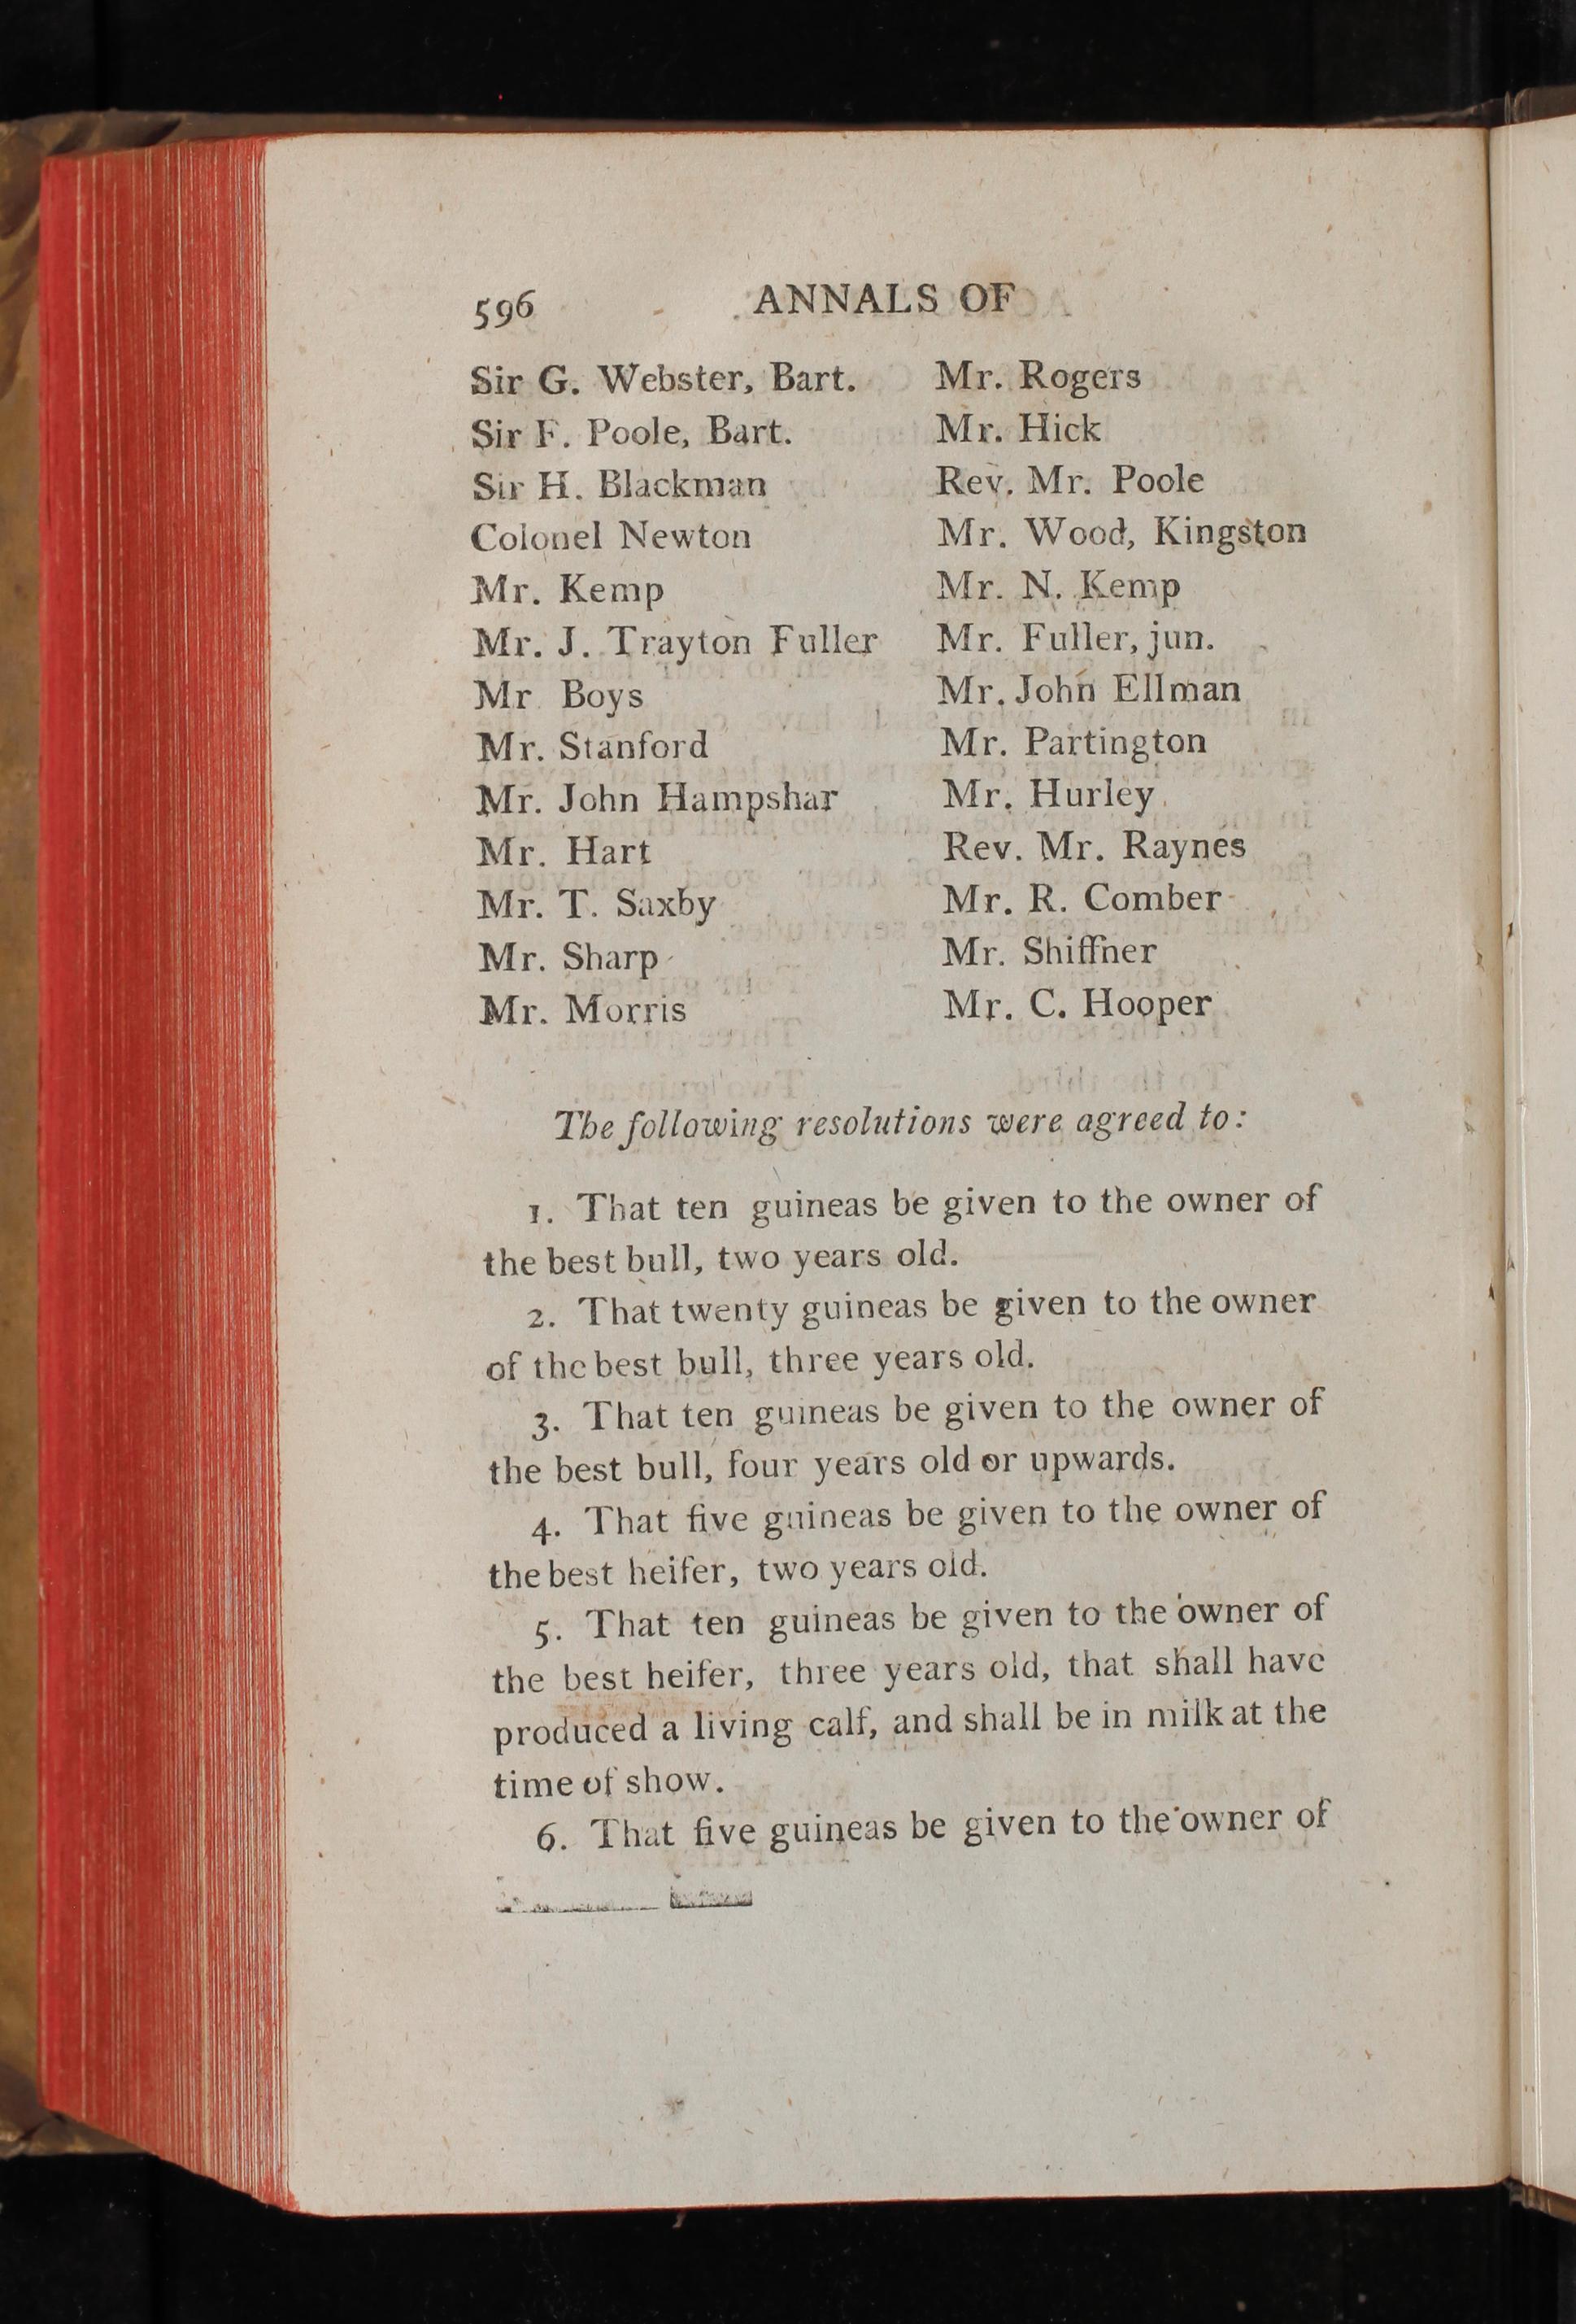 596 ANNALS OF
Sir G. Webster, Bart.
Sir F. Poole, Bart.
Sir H. Blackman
Colonel Newton
Mr. Kemp
Mr. J. Trayton Fuller
Mr Boys
Mr. Stanford
Mr. John Hampshar
Mr. Hart
Mr. T. Saxby
Mr. Sharp
Mr. Morris
Mr. Rogers
Mr. Hick
Rev. Mr. Poole
Mr. Wood, Kingston
Mr. N. Kemp
Mr. Fuller, jun.
Mr. John Ellman
Mr. Partington
Mr. Hurley
Rev. Mr. Raynes
Mr. R. Comber
Mr. Shiffner
Mr. C. Hooper
The following resolutions were agreed to:
1. That ten guineas be given to the owner of
the best bull, two years old.
2. That twenty guineas be given to the owner
of the best bull, three years old.
3. That ten guineas be given to the owner of
the best bull, four years old or upwards.
4. That five guineas be given to the owner of
the best heifer, two years old.
5. That ten guineas be given to the owner of
the best heifer, three years old, that shall have
produced a living calf, and shall be in milk at the
time of show.
6. That five guineas be given to the owner of